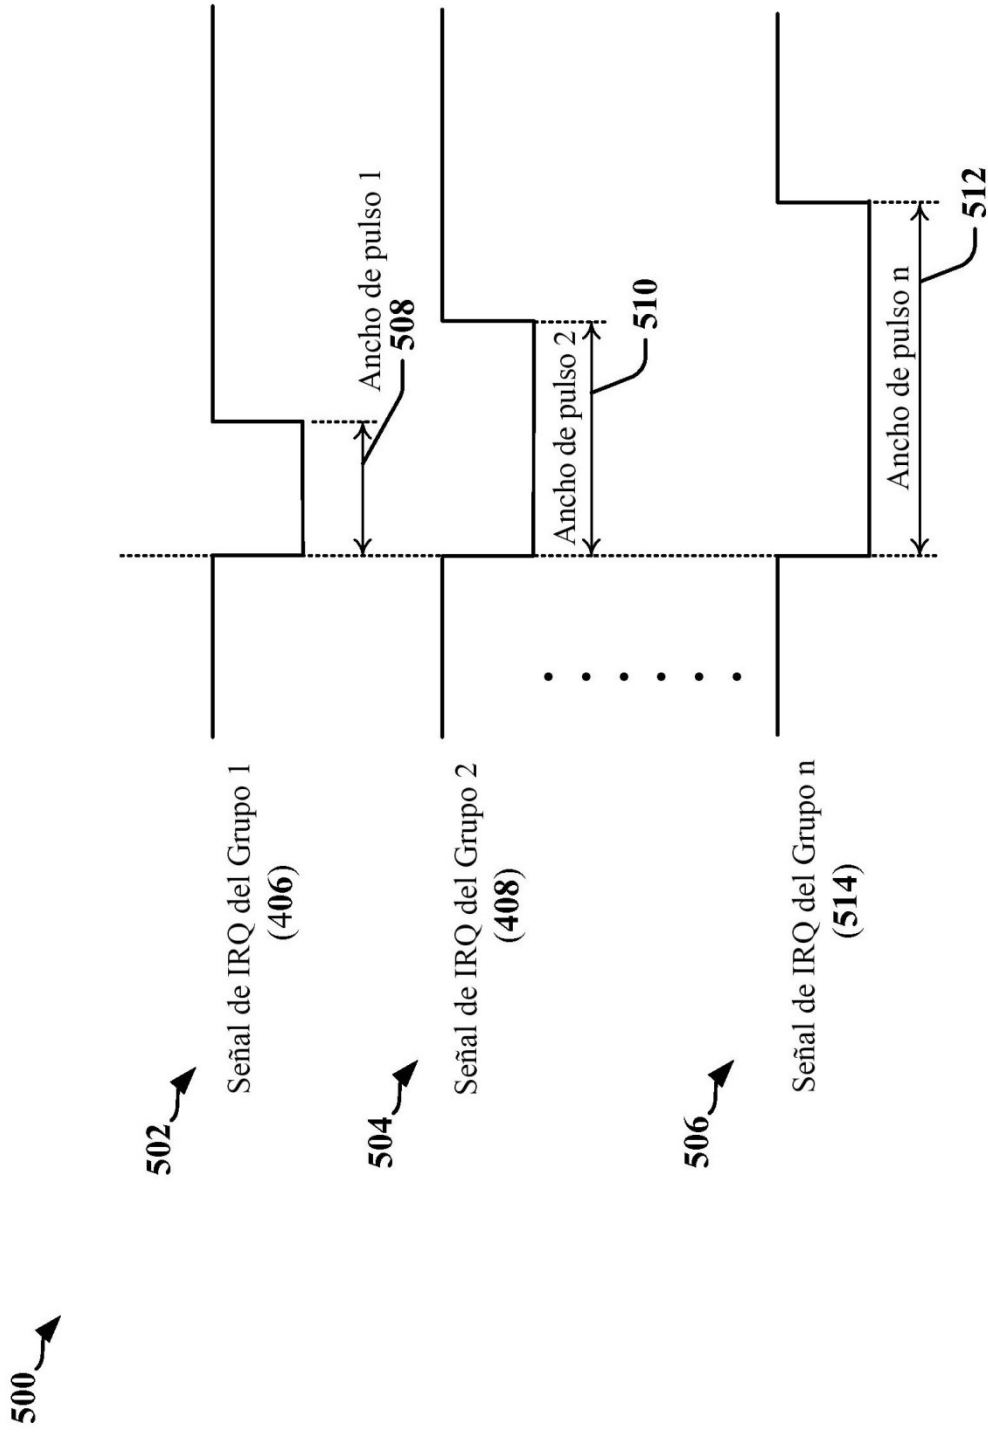 500
502
Señal de IRQ del Grupo 1
(406)
Ancho de pulso 1
508
504
Señal de IRQ del Grupo 2
(408)
Ancho de pulso 2
510
506
Señal de IRQ del Grupo n
(514)
Ancho de pulso n
512